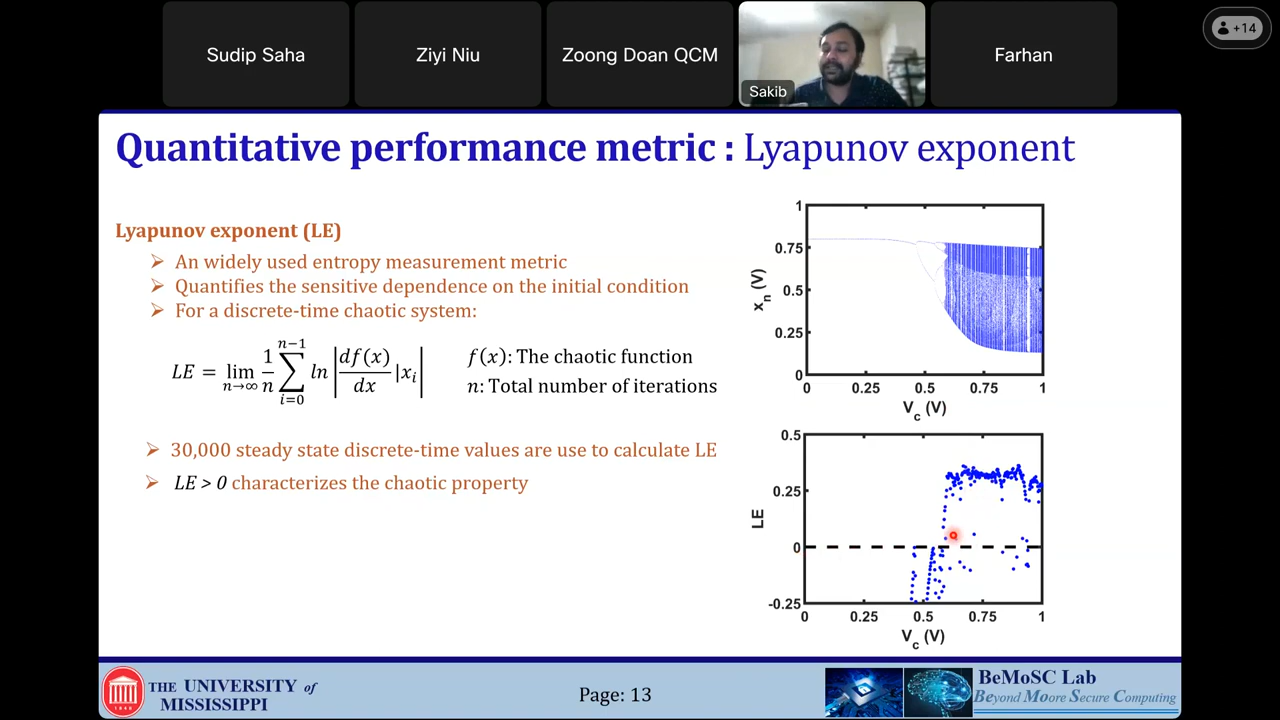 Sudip Saha
Ziyi Niu
Zoong Doan QCM
Sakib
Farhan
+14
Quantitative performance metric : Lyapunov exponent
Lyapunov exponent (LE)
An widely used entropy measurement metric
Quantifies the sensitive dependence on the initial condition
For a discrete-time chaotic system:
LE = lim n→∞ 1/n ∑ i=0 n−1 ln |df(x)/dx |xᵢ|
f(x): The chaotic function
n: Total number of iterations
30,000 steady state discrete-time values are use to calculate LE
LE > 0 characterizes the chaotic property
1
0.75
0.5
0.25
0
xn (V)
0 0.25 0.5 0.75 1
Vc (V)
0.5
0.25
0
-0.25
LE
0 0.25 0.5 0.75 1
Vc (V)
THE UNIVERSITY of
MISSISSIPPI
Page: 13
BeMoSC Lab
Beyond Moore Secure Computing